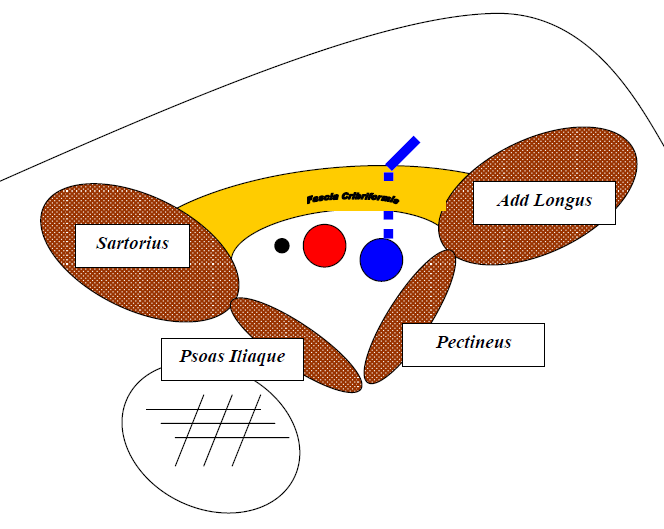 Fascia Cribriformis
Add Longus
Sartorius
Pectineus
Psoas Iliaque